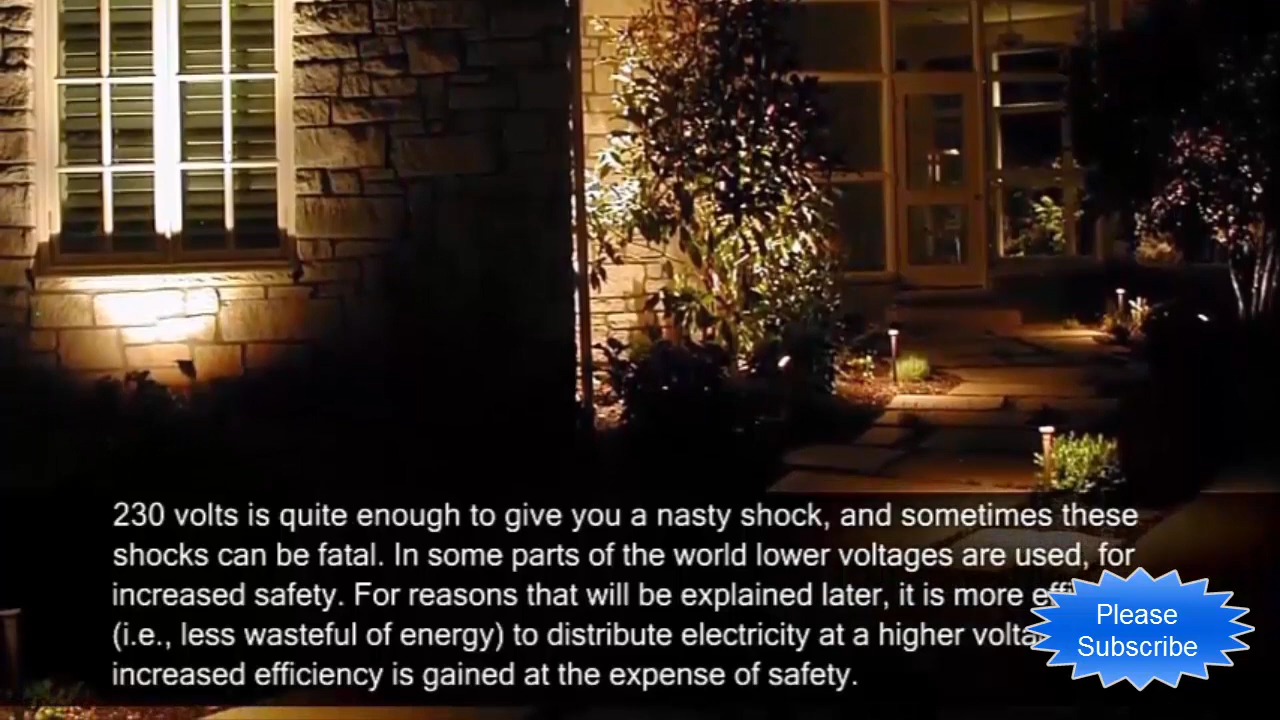 230 volts is quite enough to give you a nasty shock, and sometimes these
shocks can be fatal. In some parts of the world lower voltages are used, for
increased safety. For reasons that will be explained later, it is more
(i.e., less wasteful of energy) to distribute electricity at a higher
increased efficiency is gained at the expense of safety.
Please
Subscribe